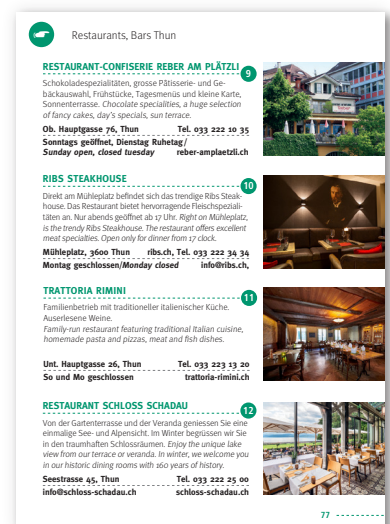 Restaurants, Bars Thun
RESTAURANT-CONFISERIE REBER AM PLÄTZLI
9
Schokoladespezialitäten, grosse Pâtisserie- und Ge-
bäckauswahl, Frühstücke, Tagesmenüs und kleine Karte,
Sonnenterrasse. Chocolate specialities, a huge selection
of fancy cakes, day's specials, sun terrace.
Ob. Hauptgasse 76, Thun Tel. 033 222 10 35
Sonntags geöffnet, Dienstag Ruhetag/
Sunday open, closed tuesday reber-amplaetzli.ch
RIBS STEAKHOUSE
10
Direkt am Mühleplatz befindet sich das trendige Ribs Steak-
house. Das Restaurant bietet hervorragende Fleischspeziali-
täten an. Nur abends geöffnet ab 17 Uhr. Right on Mühleplatz,
is the trendy Ribs Steakhouse. The restaurant offers excellent
meat specialties. Open only for dinner from 17 clock.
Mühleplatz, 3600 Thun ribs.ch, Tel. 033 222 34 34
Montag geschlossen/Monday closed info@ribs.ch,
TRATTORIA RIMINI
11
Familienbetrieb mit traditioneller italienischer Küche.
Auserlesene Weine.
Family-run restaurant featuring traditional Italian cuisine,
homemade pasta and pizzas, meat and fish dishes.
Unt. Hauptgasse 26, Thun Tel. 033 223 13 20
So und Mo geschlossen trattoria-rimini.ch
RESTAURANT SCHLOSS SCHADAU
12
Von der Gartenterrasse und der Veranda geniessen Sie eine
einmalige See- und Alpensicht. Im Winter begrüssen wir Sie
in den traumhaften Schlossräumen. Enjoy the unique lake
view from our terrace or veranda. In winter, we welcome you
in our historic dining rooms with 160 years of history.
Seestrasse 45, Thun Tel. 033 222 25 00
info@schloss-schadau.ch schloss-schadau.ch
77